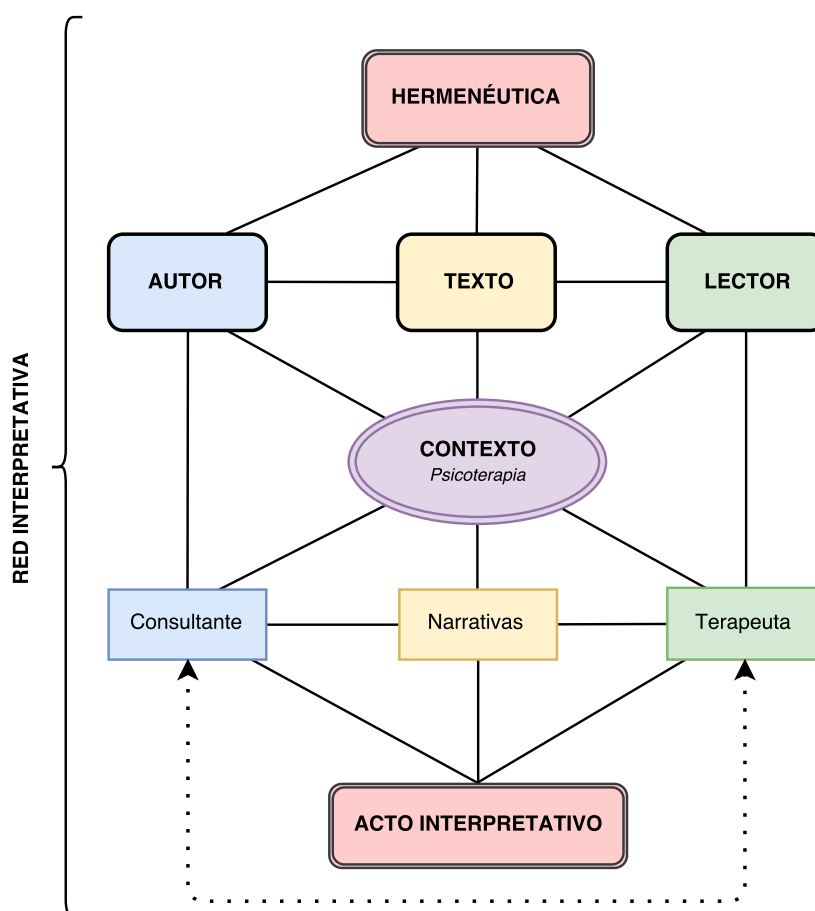 HERMENÉUTICA
AUTOR
TEXTO
LECTOR
CONTEXTO
Psicoterapia
RED INTERPRETATIVA
Consultante
Narrativas
Terapeuta
ACTO INTERPRETATIVO